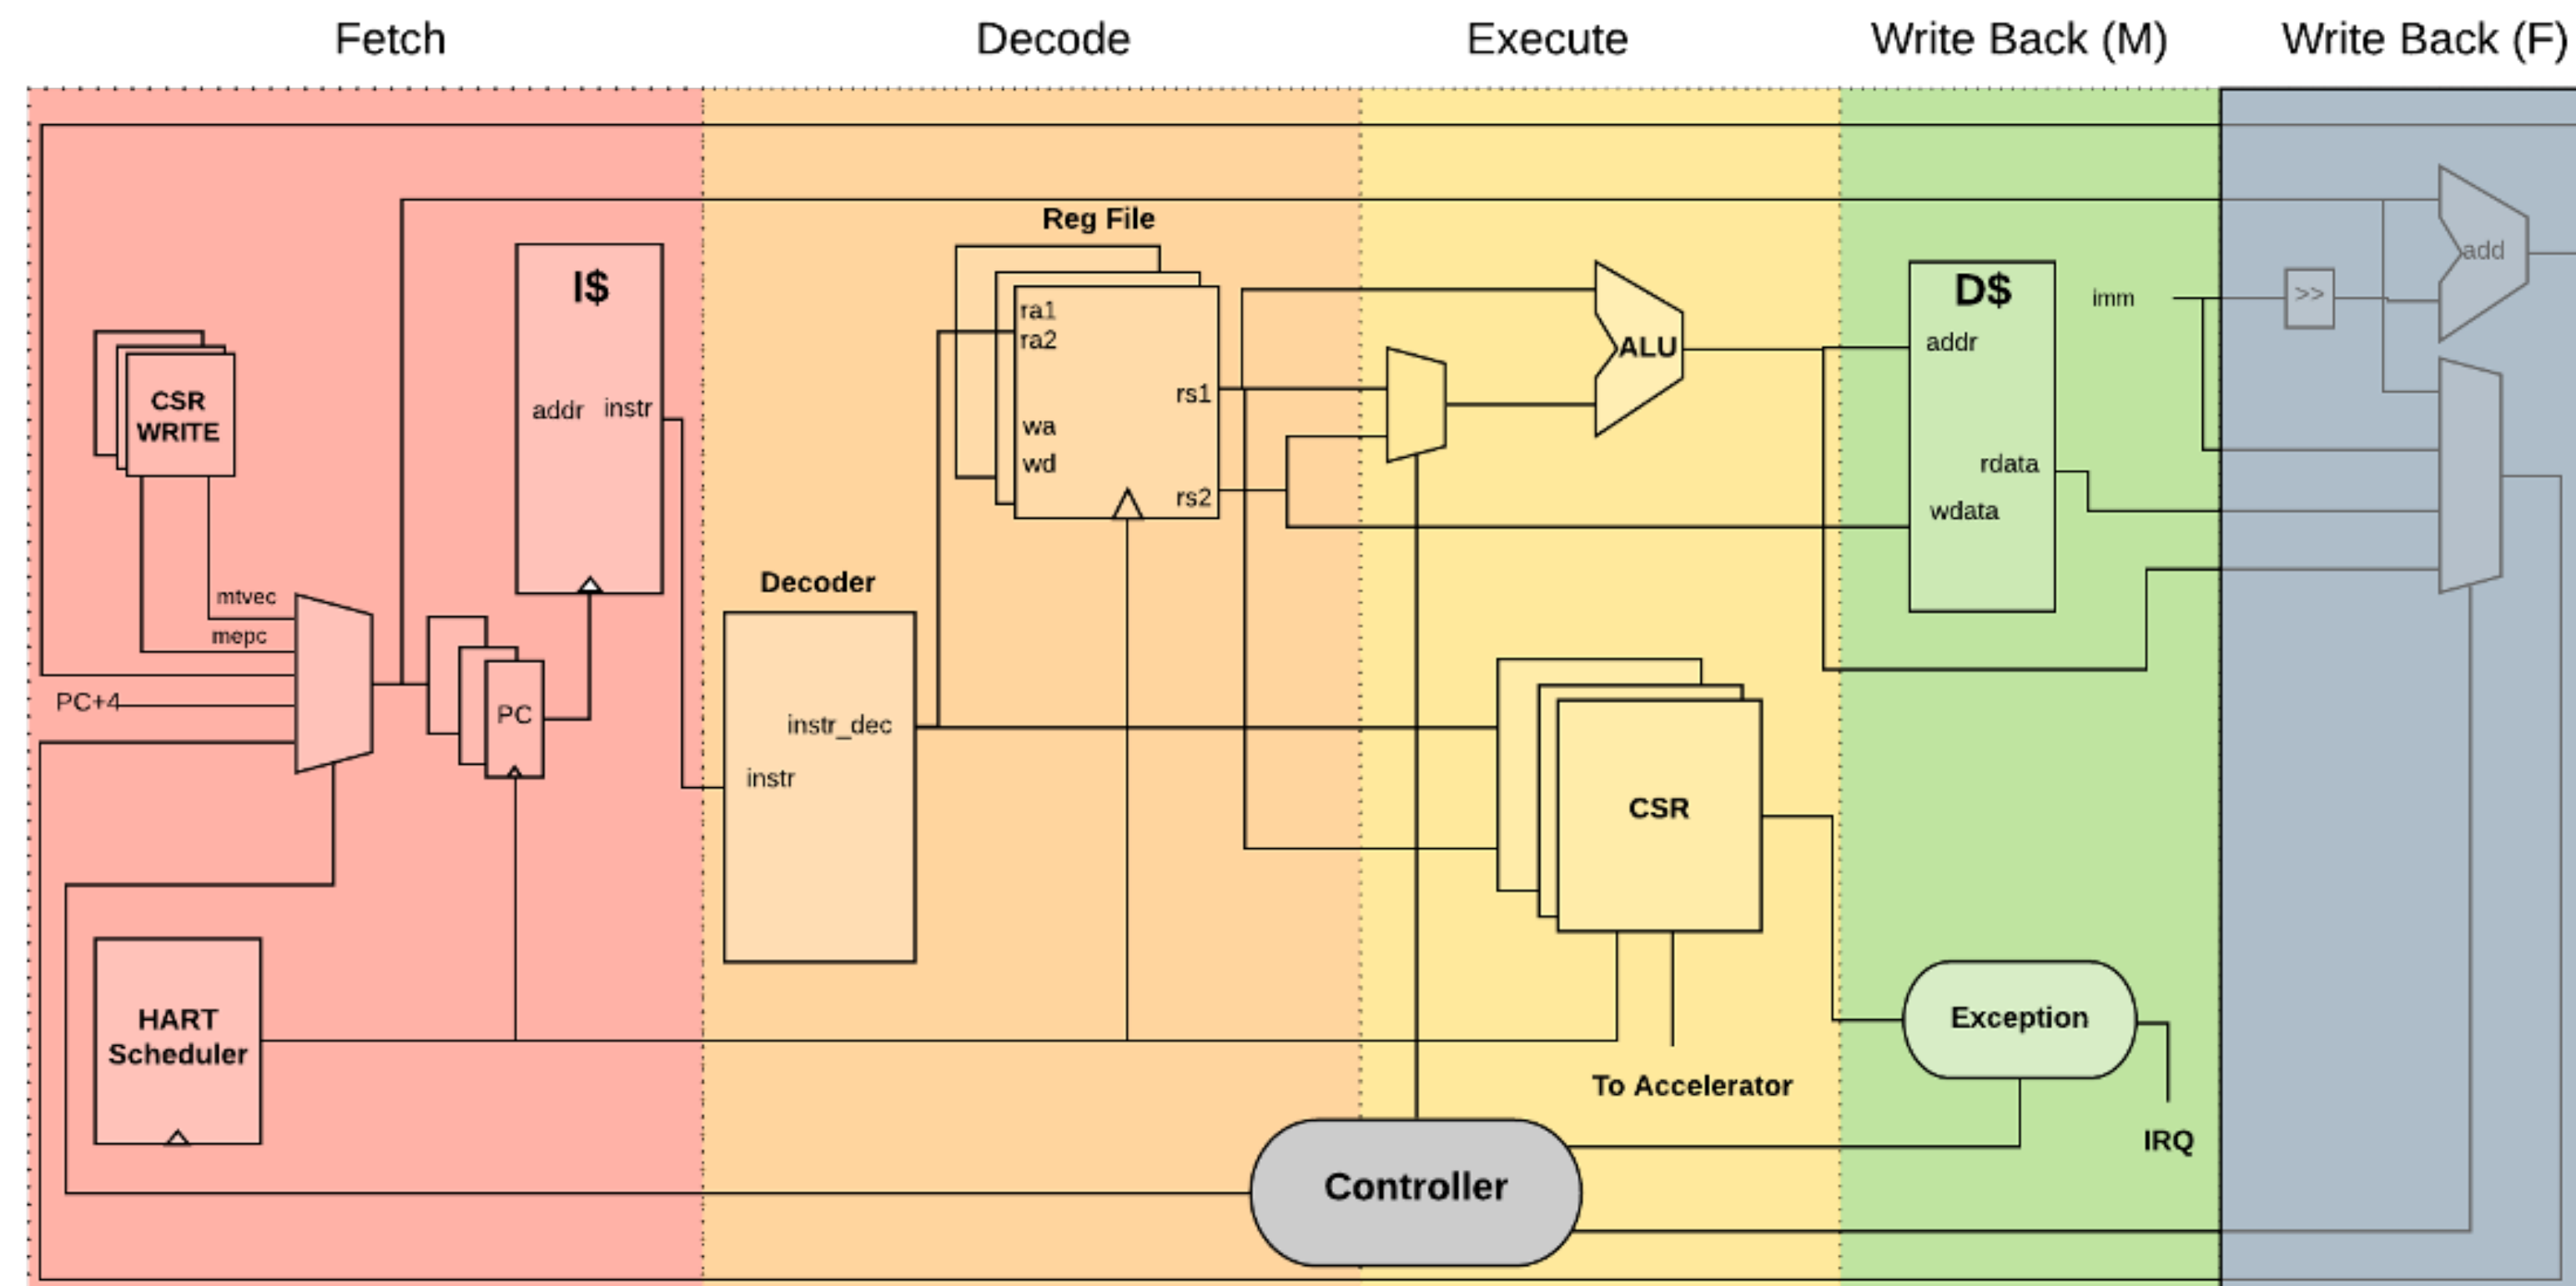 Fetch
Decode
Execute
Write Back (M)
Write Back (F)
CSR
WRITE
mtvec
mepc
PC+4
PC
I$
addr
instr
HART
Scheduler
Reg File
ra1
ra2
wa
wd
rs1
rs2
Decoder
instr_dec
instr
ALU
CSR
To Accelerator
Controller
D$
addr
rdata
wdata
imm
Exception
IRQ
>>
add